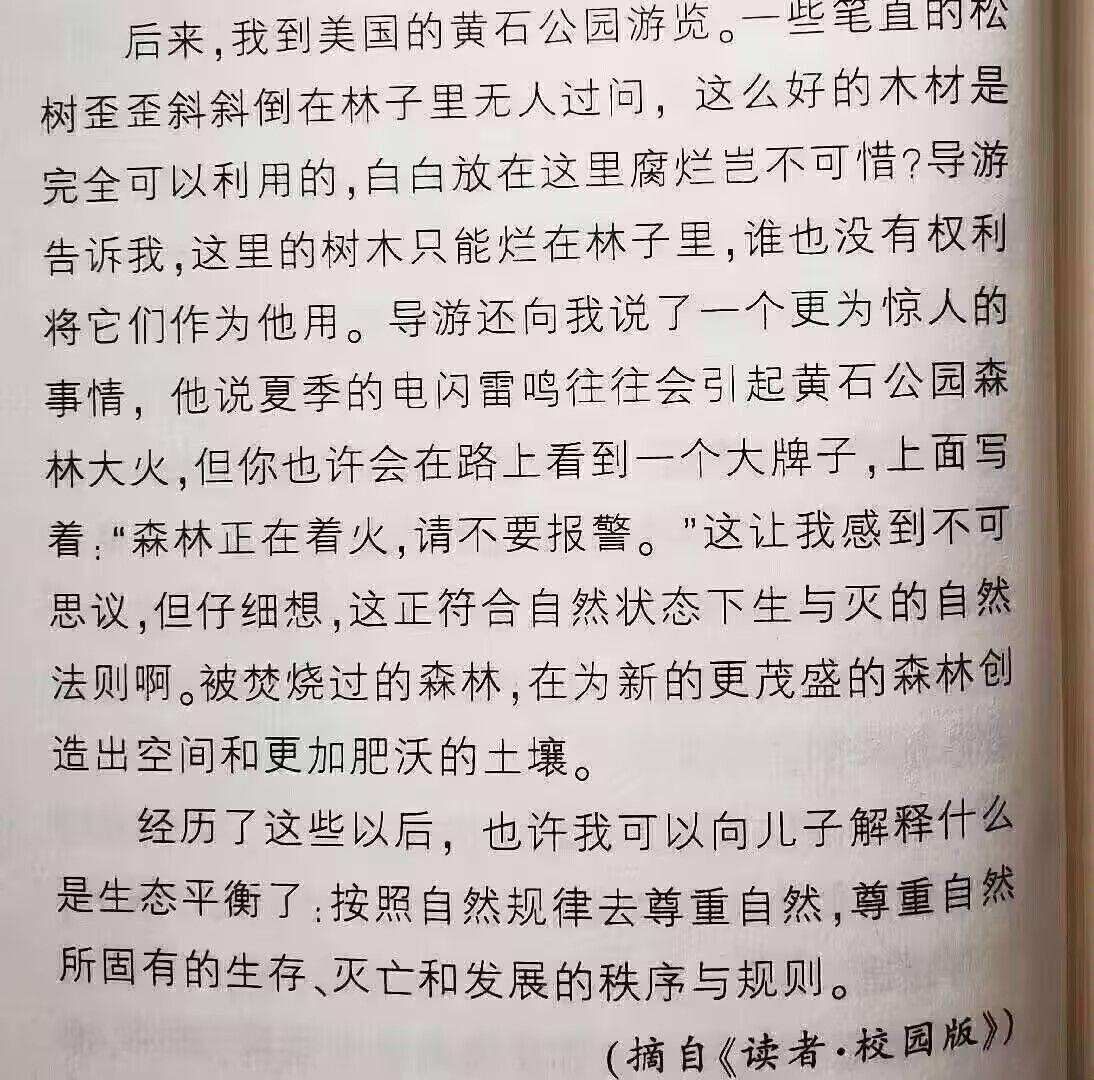 后来,我到美国的黄石公园游览。一些笔直的松
树歪歪斜斜倒在林子里无人过问，这么好的木材是
完全可以利用的,白白放在这里腐烂岂不可惜?导游
告诉我,这里的树木只能烂在林子里,谁也没有权利
将它们作为他用。导游还向我说了一个更为惊人的
事情，他说夏季的电闪雷鸣往往会引起黄石公园森
林大火,但你也许会在路上看到一个大牌子,上面写
着:“森林正在着火,请不要报警。”这让我感到不可
思议,但仔细想,这正符合自然状态下生与灭的自然
法则啊。被焚烧过的森林,在为新的更茂盛的森林创
造出空间和更加肥沃的土壤。
经历了这些以后，也许我可以向儿子解释什么
是生态平衡了:按照自然规律去尊重自然,尊重自然
所固有的生存、灭亡和发展的秩序与规则。
(摘自《读者·校园版》)